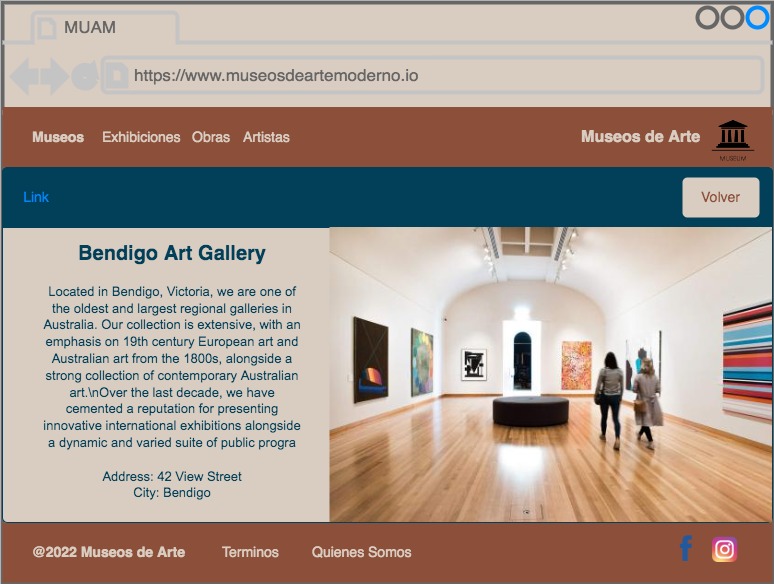 MUAM
https://www.museosdeartemoderno.io
Museos Exhibiciones Obras Artistas Museos de Arte
MUSEUM
Link Volver
Bendigo Art Gallery
Located in Bendigo, Victoria, we are one of
the oldest and largest regional galleries in
Australia. Our collection is extensive, with an
emphasis on 19th century European art and
Australian art from the 1800s, alongside a
strong collection of contemporary Australian
art.\nOver the last decade, we have
cemented a reputation for presenting
innovative international exhibitions alongside
a dynamic and varied suite of public progra
Address: 42 View Street
City: Bendigo
@2022 Museos de Arte Terminos Quienes Somos